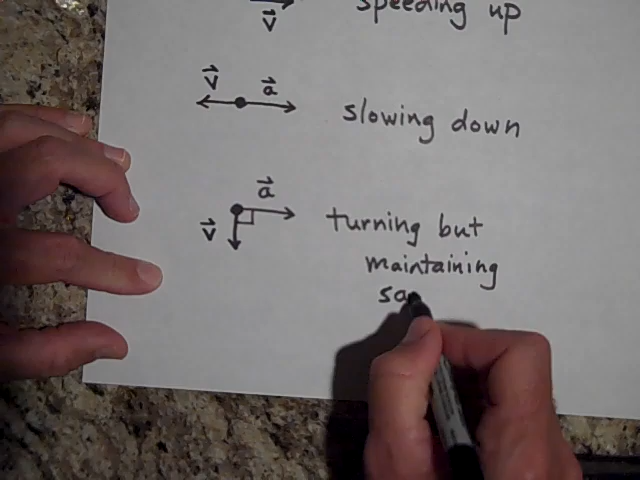 v
speeding up
v a
slowing down
a
v
turning but
maintaining
sa